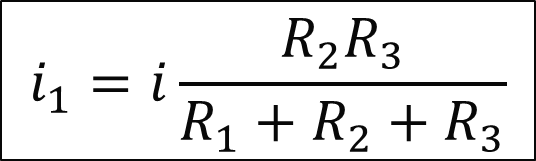 i₁ = i R₂R₃ / (R₁ + R₂ + R₃)